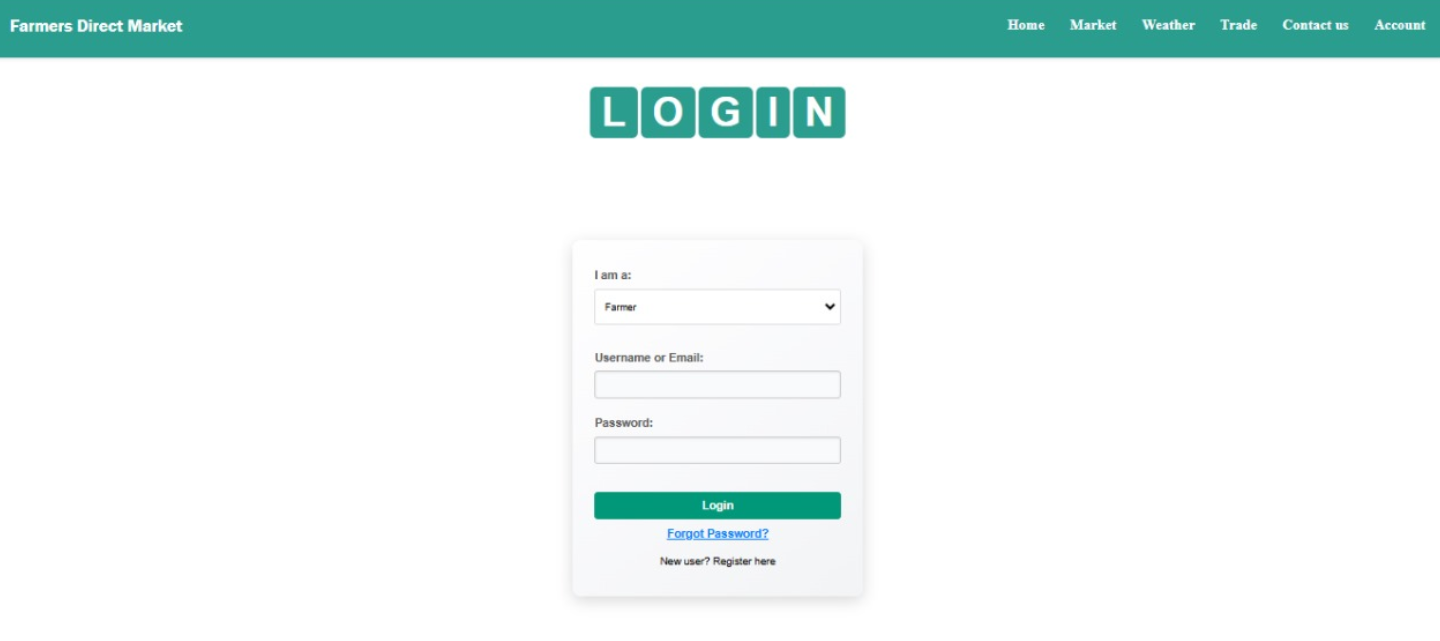 Farmers Direct Market Home Market Weather Trade Contact us Account
LOGIN
I am a:
Farmer
Username or Email:
Password:
Login
Forgot Password?
New user? Register here